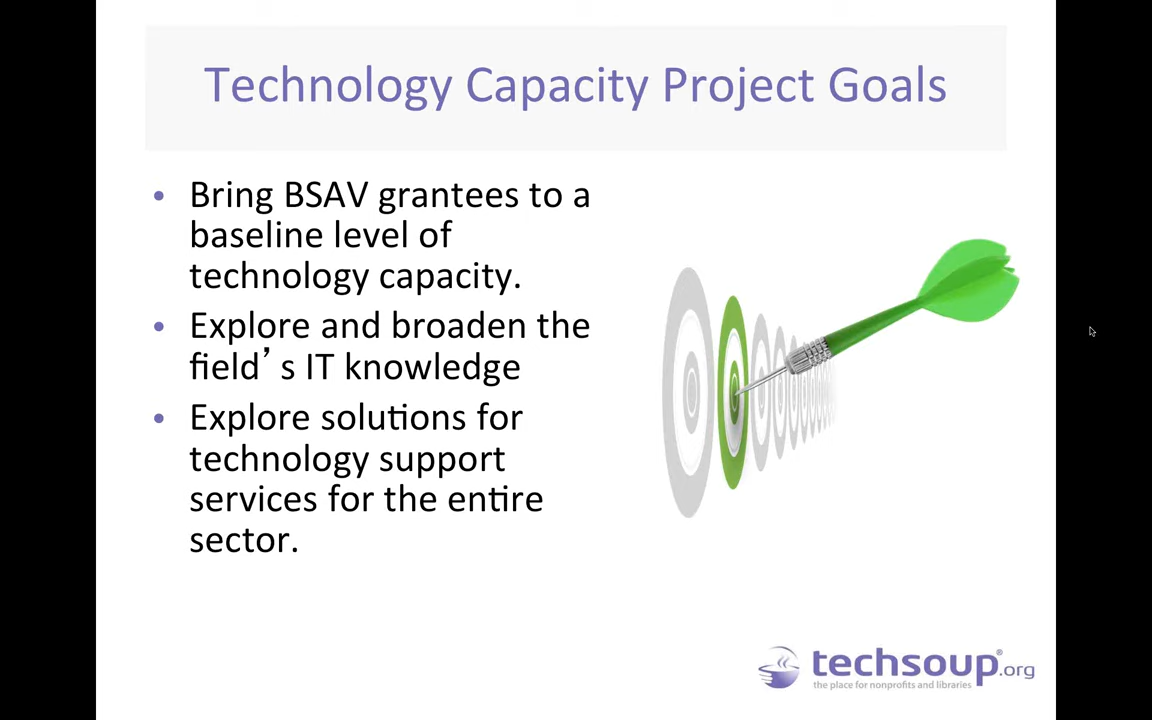 Technology Capacity Project Goals
• Bring BSAV grantees to a
baseline level of
technology capacity.
• Explore and broaden the
field’ s IT knowledge
• Explore solutions for
technology support
services for the entire
sector.
techsoup®.org
the place for nonprofits and libraries